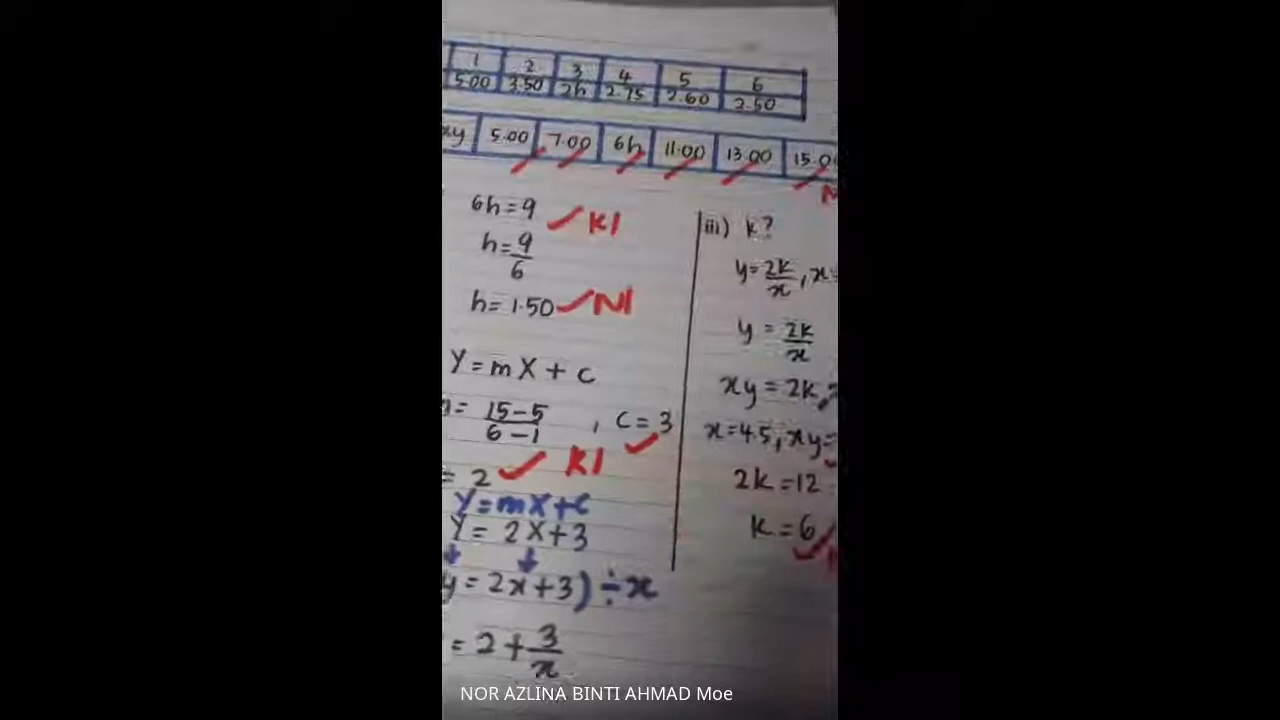 1 2 3 4 5 6
5.00 3.50 2h 2.75 2.60 2.50
xy 5.00 7.00 6h 11.00 13.00 15.0
6h = 9 K1
h = 9/6
h = 1.50 N1
Y = mX + c
= 15-5/6-1 , c = 3
= 2 K1
Y = mX + c
Y = 2X + 3
y = 2x + 3) ÷ x
= 2 + 3/x
iii) k?
y = 2k/x , x =
y = 2k/x
xy = 2k,
x = 4.5, xy =
2k = 12
k = 6
NOR AZLINA BINTI AHMAD Moe